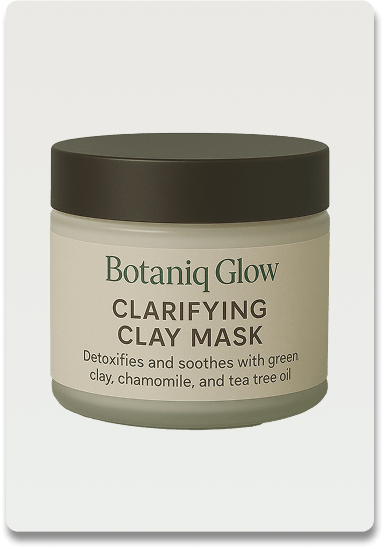 Botaniq Glow
CLARIFYING
CLAY MASK
Detoxifies and soothes with green
clay, chamomile, and tea tree oil